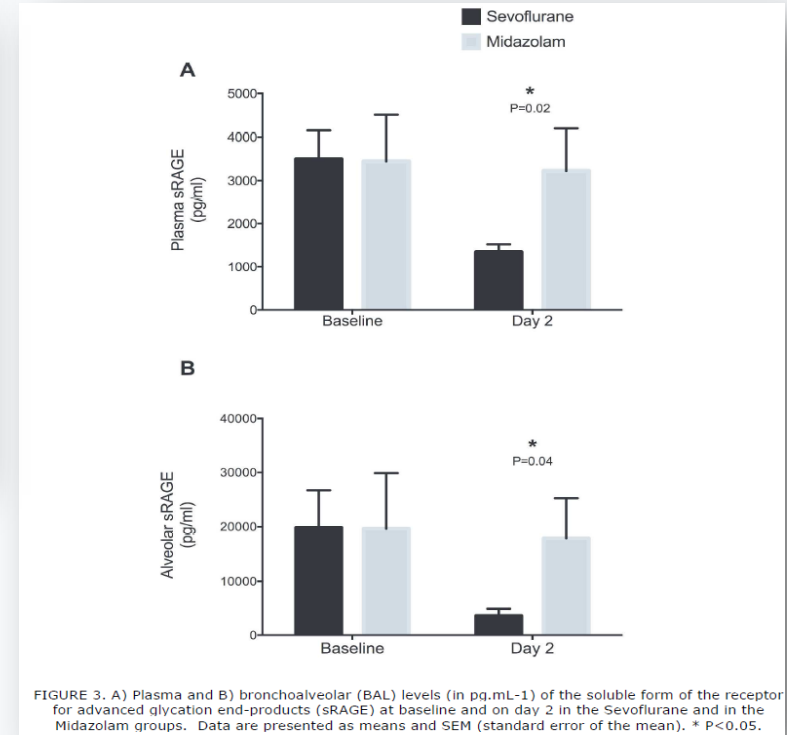 Sevoflurane
Midazolam
A
5000
4000
3000
2000
1000
0
Plasma sRAGE
(pg/ml)
*
P=0.02
Baseline
Day 2
B
40000
30000
20000
10000
0
Alveolar sRAGE
(pg/ml)
*
P=0.04
Baseline
Day 2
FIGURE 3. A) Plasma and B) bronchoalveolar (BAL) levels (in pg.mL-1) of the soluble form of the receptor
for advanced glycation end-products (sRAGE) at baseline and on day 2 in the Sevoflurane and in the
Midazolam groups. Data are presented as means and SEM (standard error of the mean). * P<0.05.